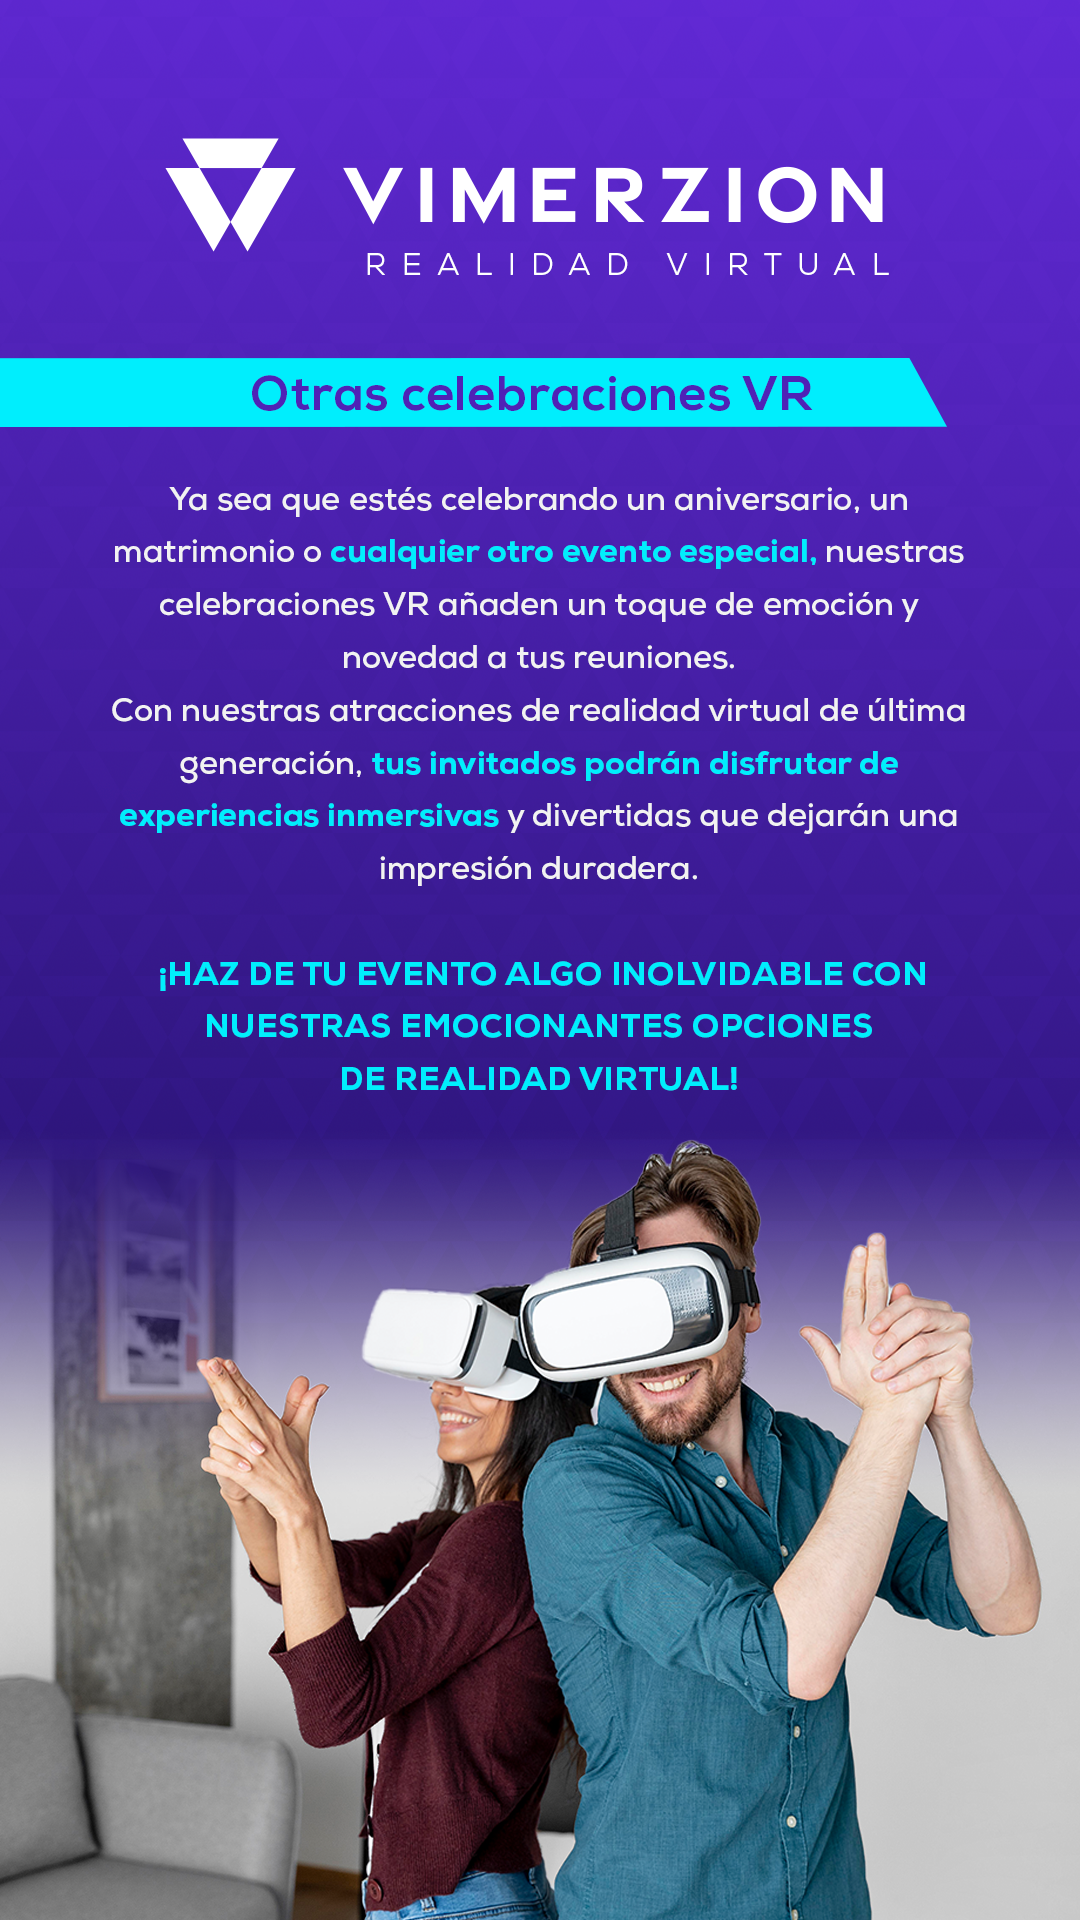 VIMERZION
REALIDAD VIRTUAL
Otras celebraciones VR
Ya sea que estés celebrando un aniversario, un
matrimonio o cualquier otro evento especial, nuestras
celebraciones VR añaden un toque de emoción y
novedad a tus reuniones.
Con nuestras atracciones de realidad virtual de última
generación, tus invitados podrán disfrutar de
experiencias inmersivas y divertidas que dejarán una
impresión duradera.
¡HAZ DE TU EVENTO ALGO INOLVIDABLE CON
NUESTRAS EMOCIONANTES OPCIONES
DE REALIDAD VIRTUAL!